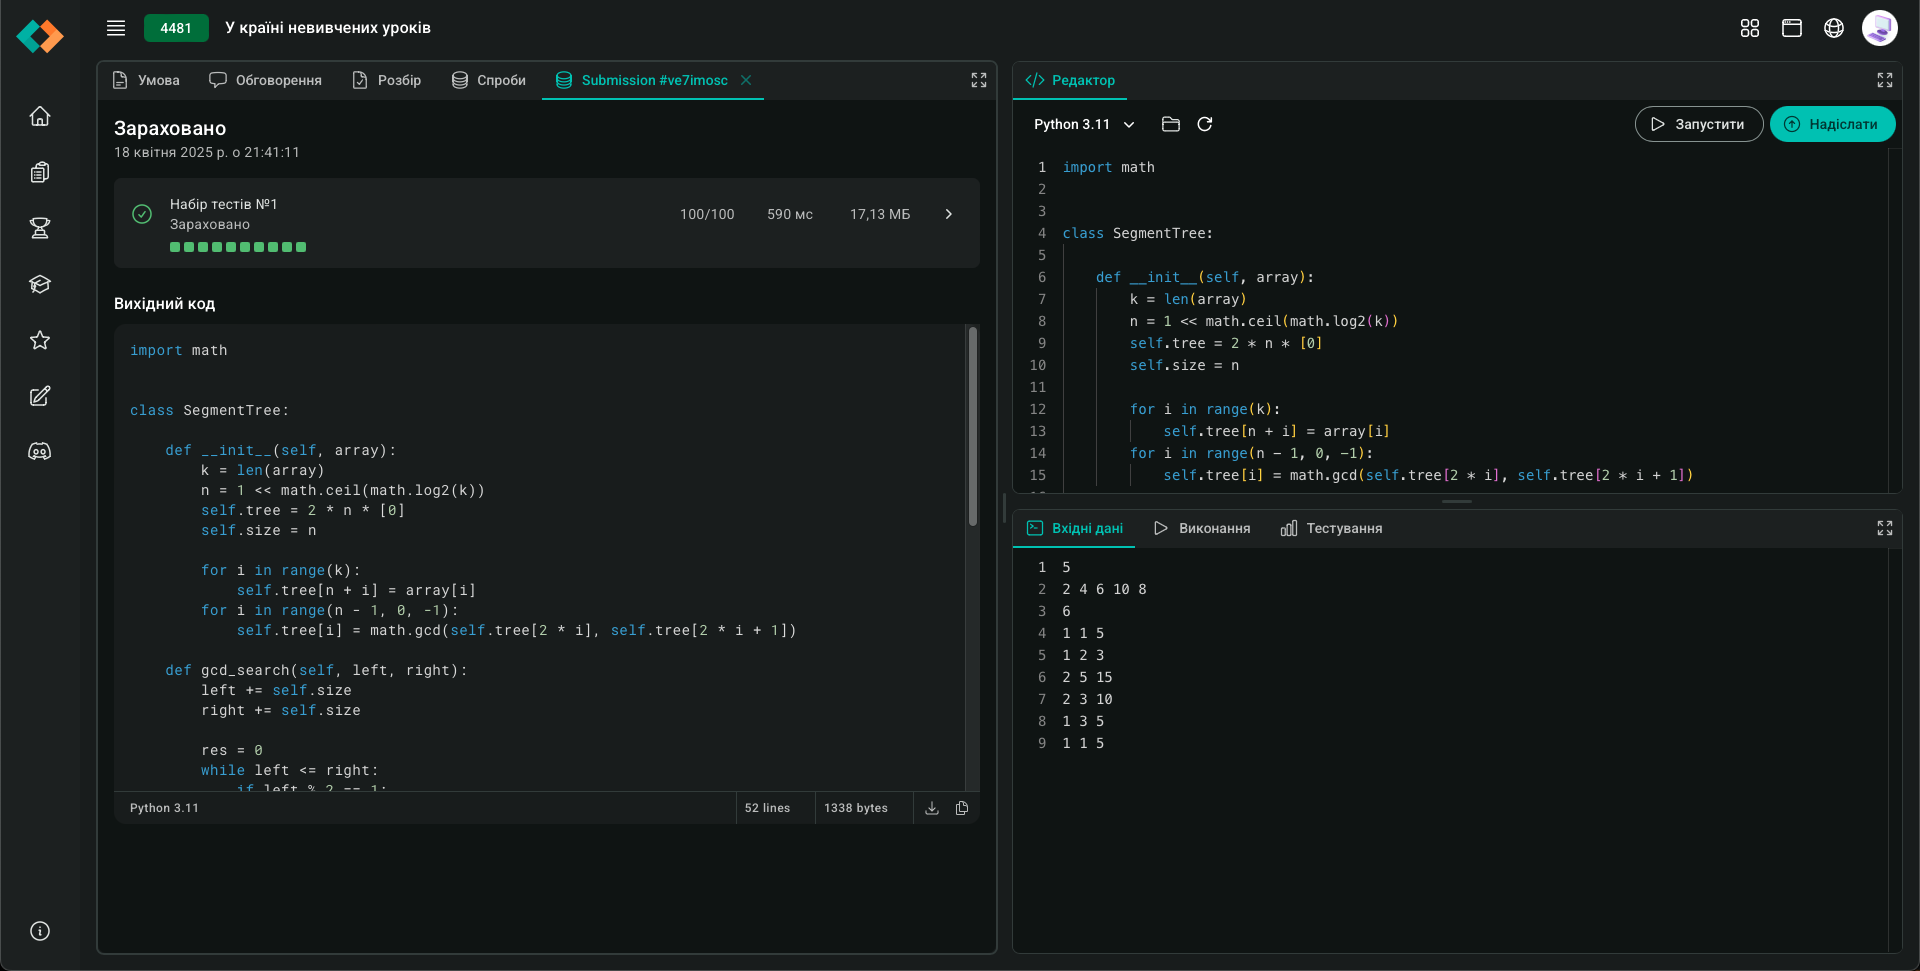 4481 У країні невивчених уроків
Умова Обговорення Розбір Спроби Submission #ve7imosc
Зараховано
18 квітня 2025 р. о 21:41:11
Набір тестів №1
Зараховано
100/100 590 мс 17,13 МБ
Вихідний код
import math
class SegmentTree:
def __init__(self, array):
k = len(array)
n = 1 << math.ceil(math.log2(k))
self.tree = 2 * n * [0]
self.size = n
for i in range(k):
self.tree[n + i] = array[i]
for i in range(n - 1, 0, -1):
self.tree[i] = math.gcd(self.tree[2 * i], self.tree[2 * i + 1])
def gcd_search(self, left, right):
left += self.size
right += self.size
res = 0
while left <= right:
if left % 2 == 1:
Python 3.11 52 lines 1338 bytes
Редактор
Python 3.11 Запустити Надіслати
1 import math
2
3
4 class SegmentTree:
5
6 def __init__(self, array):
7 k = len(array)
8 n = 1 << math.ceil(math.log2(k))
9 self.tree = 2 * n * [0]
10 self.size = n
11
12 for i in range(k):
13 self.tree[n + i] = array[i]
14 for i in range(n - 1, 0, -1):
15 self.tree[i] = math.gcd(self.tree[2 * i], self.tree[2 * i + 1])
Вхідні дані Виконання Тестування
1 5
2 2 4 6 10 8
3 6
4 1 1 5
5 1 2 3
6 2 5 15
7 2 3 10
8 1 3 5
9 1 1 5